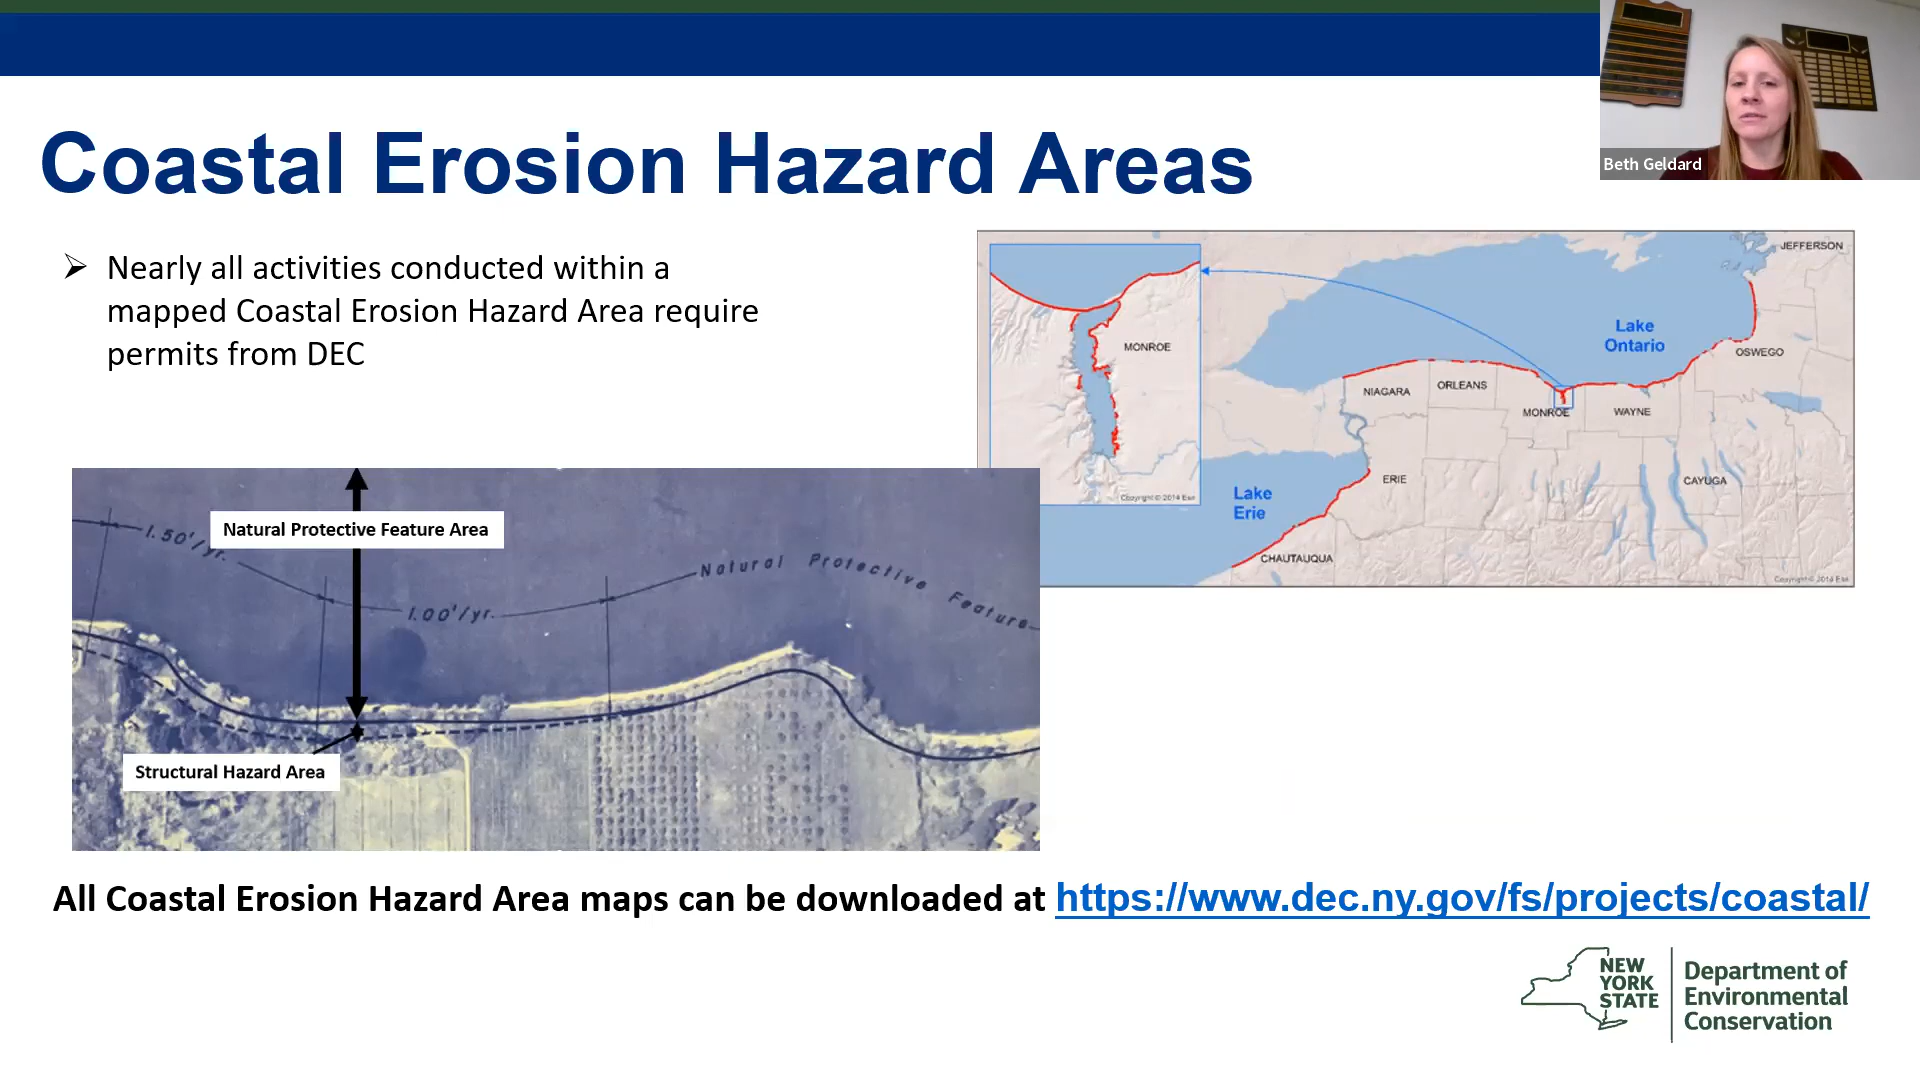 Beth Geldard
Coastal Erosion Hazard Areas
Nearly all activities conducted within a
mapped Coastal Erosion Hazard Area require
permits from DEC
JEFFERSON
Lake
Ontario
OSWEGO
MONROE
NIAGARA
ORLEANS
MONROE
WAYNE
CAYUGA
ERIE
Lake
Erie
CHAUTAUQUA
Copyright © 2014 Esri
Copyright © 2014 Esri
Natural Protective Feature Area
1.50'/yr.
1.00'/yr.
Natural Protective Feature
Structural Hazard Area
All Coastal Erosion Hazard Area maps can be downloaded at https://www.dec.ny.gov/fs/projects/coastal/
NEW
YORK
STATE
Department of
Environmental
Conservation